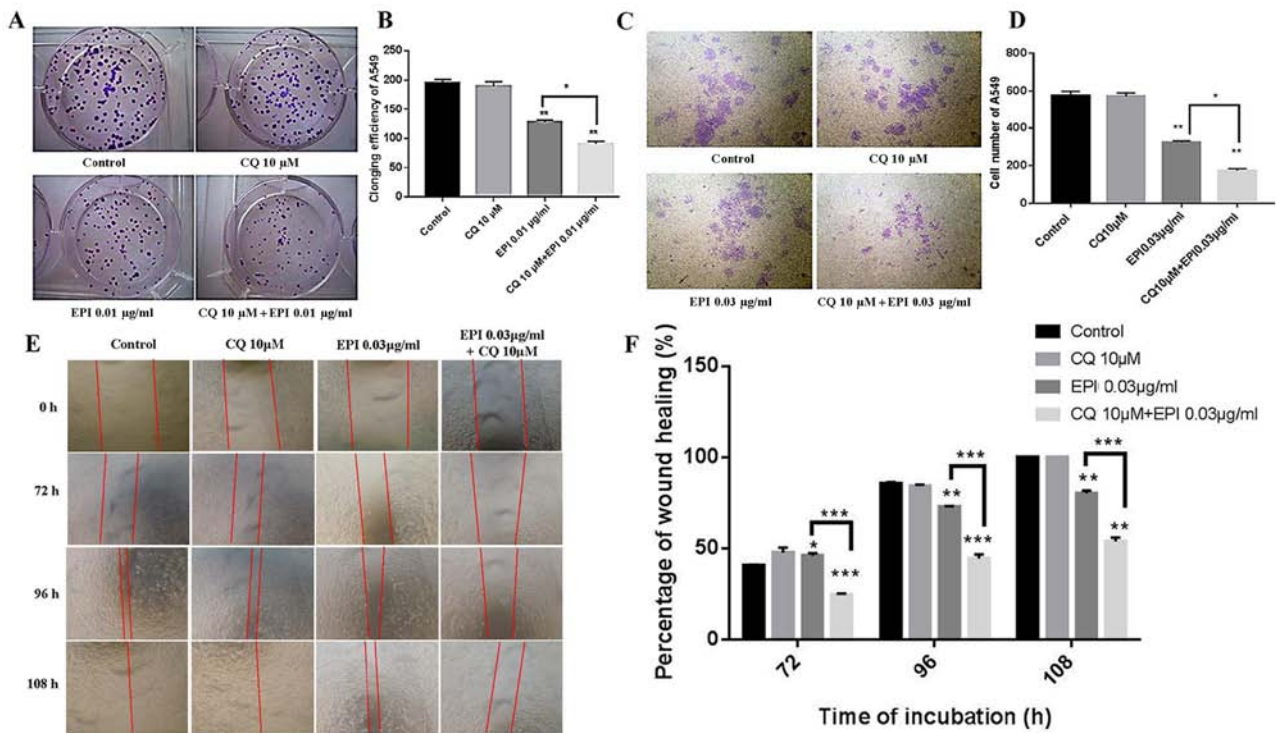 A
Control
CQ 10 µM
EPI 0.01 µg/ml
CQ 10 µM +EPI 0.01 µg/ml
B
Clonging efficiency of A549
250
200
150
100
50
0
**
*
**
Control
CQ 10 µM
EPI 0.01 µg/ml
CQ 10 µM+EPI 0.01 µg/ml
C
Control
CQ 10 µM
EPI 0.03 µg/ml
CQ 10 µM +EPI 0.03 µg/ml
D
Cell number of A549
800
600
400
200
0
**
*
**
Control
CQ10µM
EPI0.03µg/ml
CQ10µM+EPI0.03µg/ml
E
Control
CQ 10µM
EPI 0.03µg/ml
EPI 0.03µg/ml
+ CQ 10µM
0 h
72 h
96 h
108 h
F
Control
CQ 10µM
EPI 0.03µg/ml
CQ 10µM+EPI 0.03µg/ml
Percentage of wound healing (%)
150
100
50
0
***
*
***
***
**
***
***
**
**
72
96
108
Time of incubation (h)